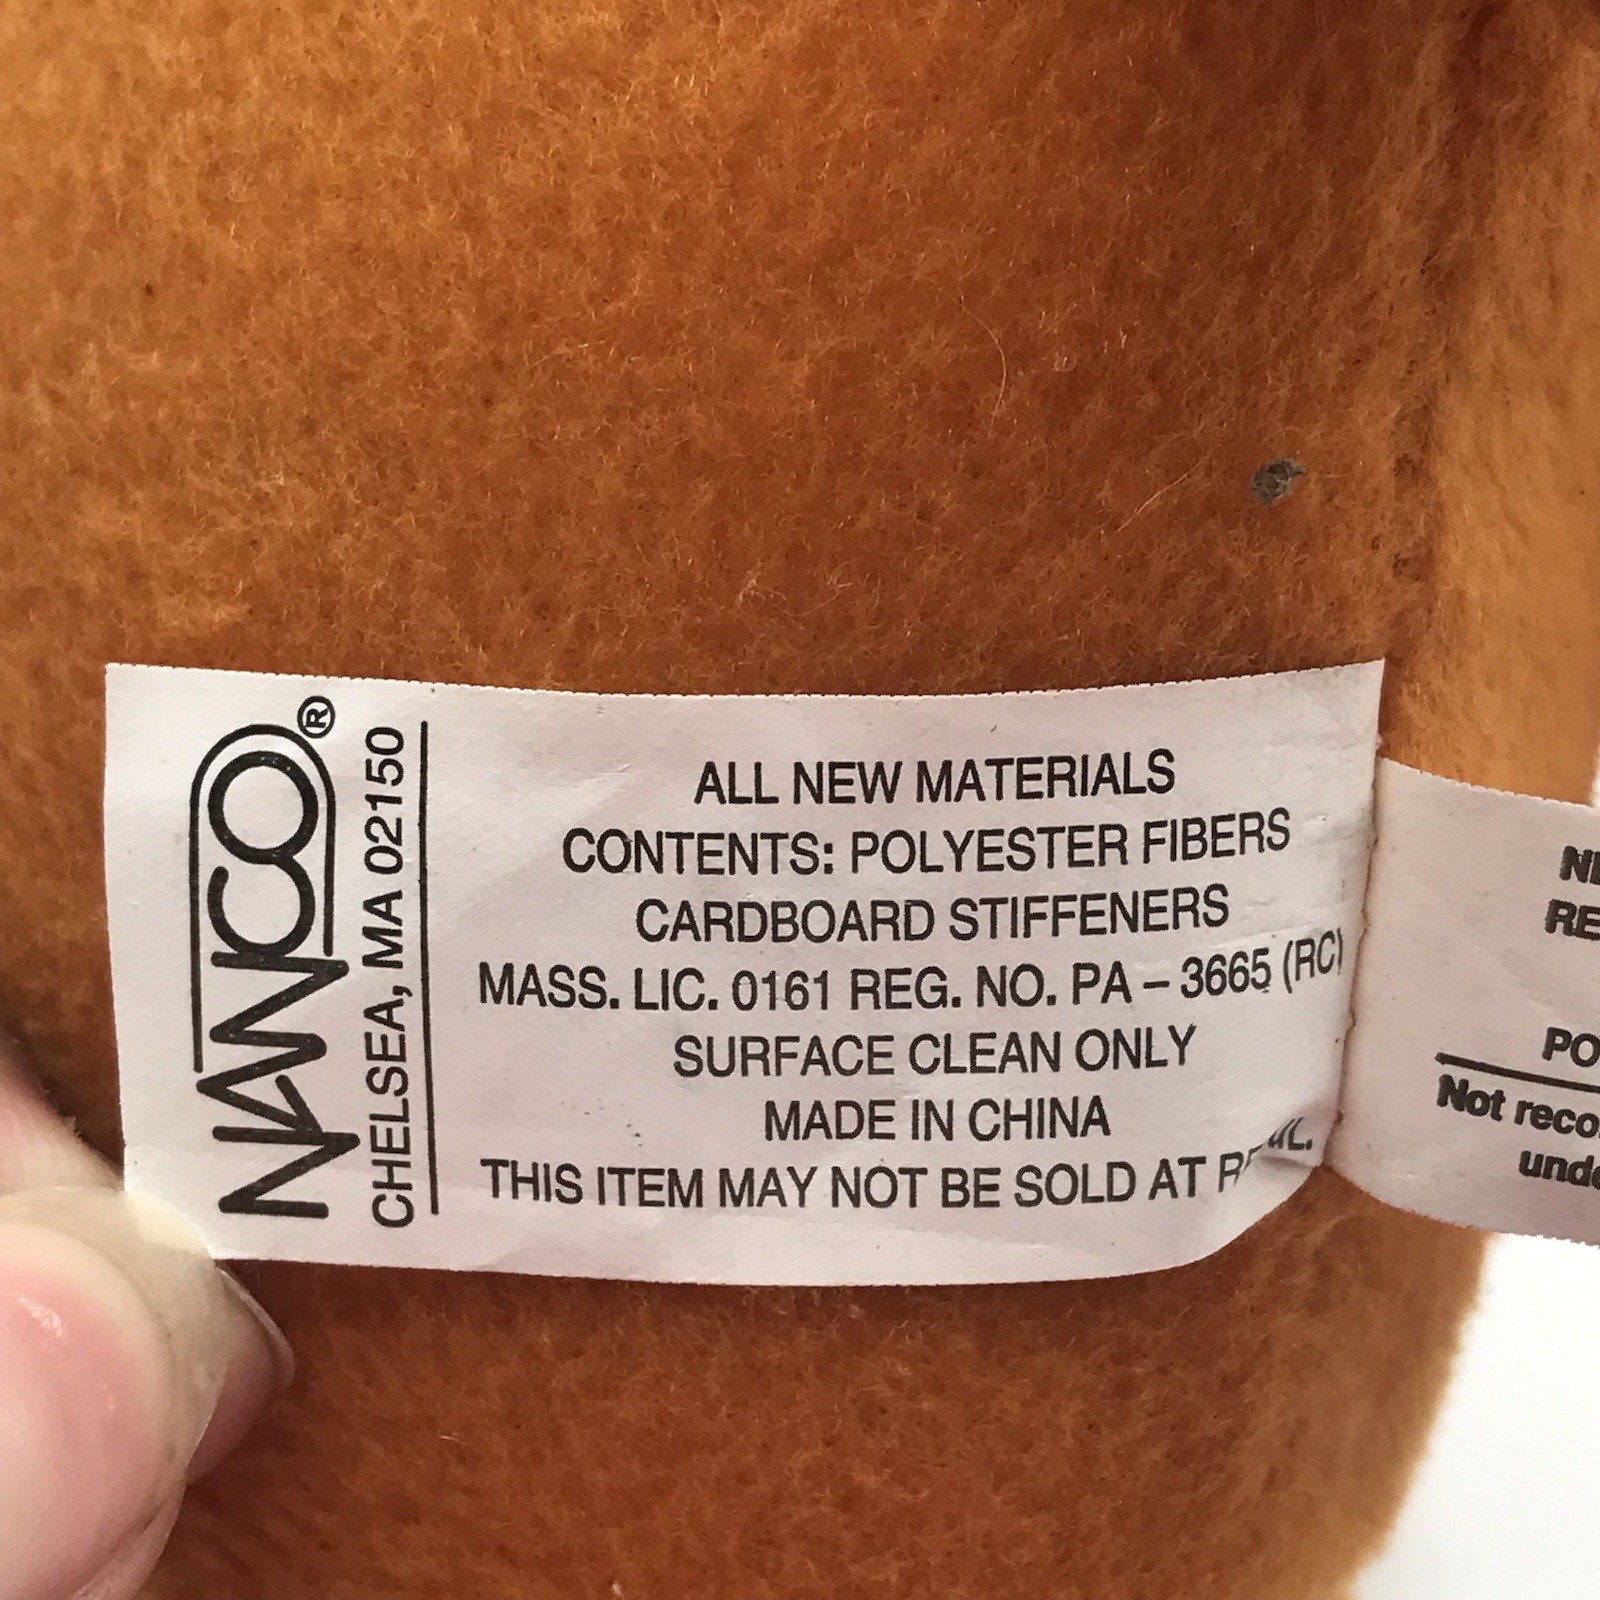 NANCO®
CHELSEA, MA 02150
ALL NEW MATERIALS
CONTENTS: POLYESTER FIBERS
CARDBOARD STIFFENERS
MASS. LIC. 0161 REG. NO. PA – 3665 (RC)
SURFACE CLEAN ONLY
MADE IN CHINA
THIS ITEM MAY NOT BE SOLD AT
Not